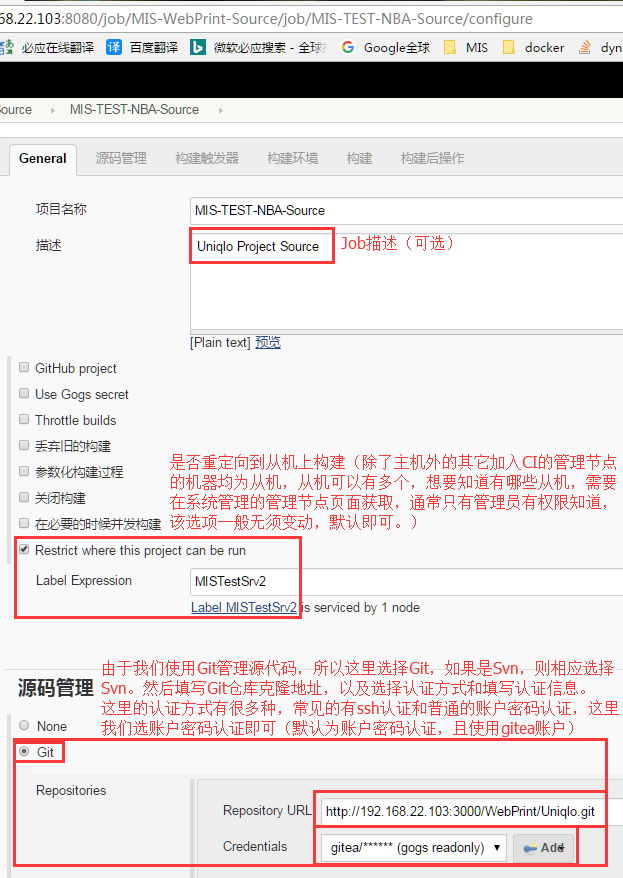 68.22.103:8080/job/MIS-WebPrint-Source/job/MIS-TEST-NBA-Source/configure
必应在线翻译 译 百度翻译 微软必应搜索 - 全球 Google全球 MIS docker dyn
Source MIS-TEST-NBA-Source
General 源码管理 构建触发器 构建环境 构建 构建后操作
项目名称 MIS-TEST-NBA-Source
描述 Uniqlo Project Source Job描述（可选）
[Plain text] 预览
GitHub project
Use Gogs secret
Throttle builds
丢弃旧的构建
参数化构建过程
关闭构建
在必要的时候并发构建
是否重定向到从机上构建（除了主机外的其它加入CI的管理节点
的机器均为从机，从机可以有多个，想要知道有哪些从机，需要
在系统管理的管理节点页面获取，通常只有管理员有权限知道，
该选项一般无须变动，默认即可。）
Restrict where this project can be run
Label Expression MISTestSrv2
Label MISTestSrv2 is serviced by 1 node
源码管理
由于我们使用Git管理源代码，所以这里选择Git，如果是Svn，则相应选择
Svn。然后填写Git仓库克隆地址，以及选择认证方式和填写认证信息。
这里的认证方式有很多种，常见的有ssh认证和普通的账户密码认证，这里
我们选账户密码认证即可（默认为账户密码认证，且使用gitea账户）
None
Git
Repositories
Repository URL http://192.168.22.103:3000/WebPrint/Uniqlo.git
Credentials gitea/****** (gogs readonly) Add